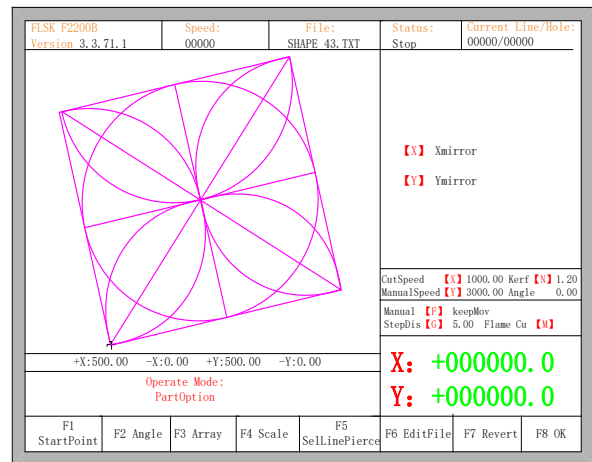 FLSK F2200B Speed: File: Status: Current Line/Hole:
Version 3.3.71.1 00000 SHAPE 43.TXT Stop 00000/00000
【X】 Xmirror
【Y】 Ymirror
CutSpeed 【X】 1000.00 Kerf 【N】 1.20
ManualSpeed 【Y】 3000.00 Angle 0.00
Manual 【F】 keepMov
StepDis 【G】 5.00 Flame Cu 【M】
+X:500.00 -X:0.00 +Y:500.00 -Y:0.00
Operate Mode:
PartOption
X: +000000.0
Y: +000000.0
F1 StartPoint F2 Angle F3 Array F4 Scale F5 SelLinePierce F6 EditFile F7 Revert F8 OK